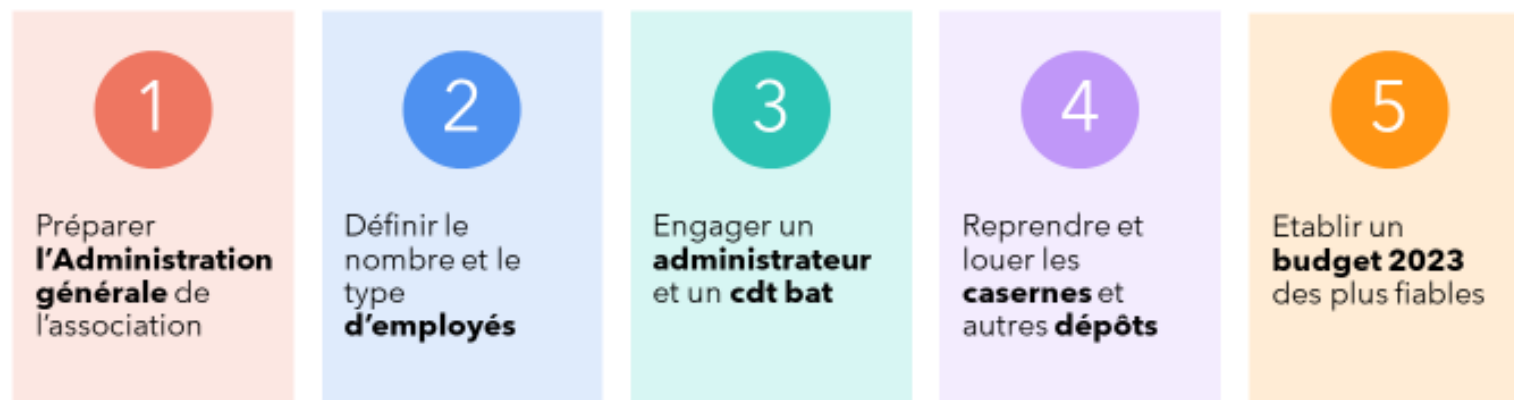 1
Préparer
l'Administration
générale de
l'association
2
Définir le
nombre et le
type
d'employés
3
Engager un
administrateur
et un cdt bat
4
Reprendre et
louer les
casernes et
autres dépôts
5
Etablir un
budget 2023
des plus fiables